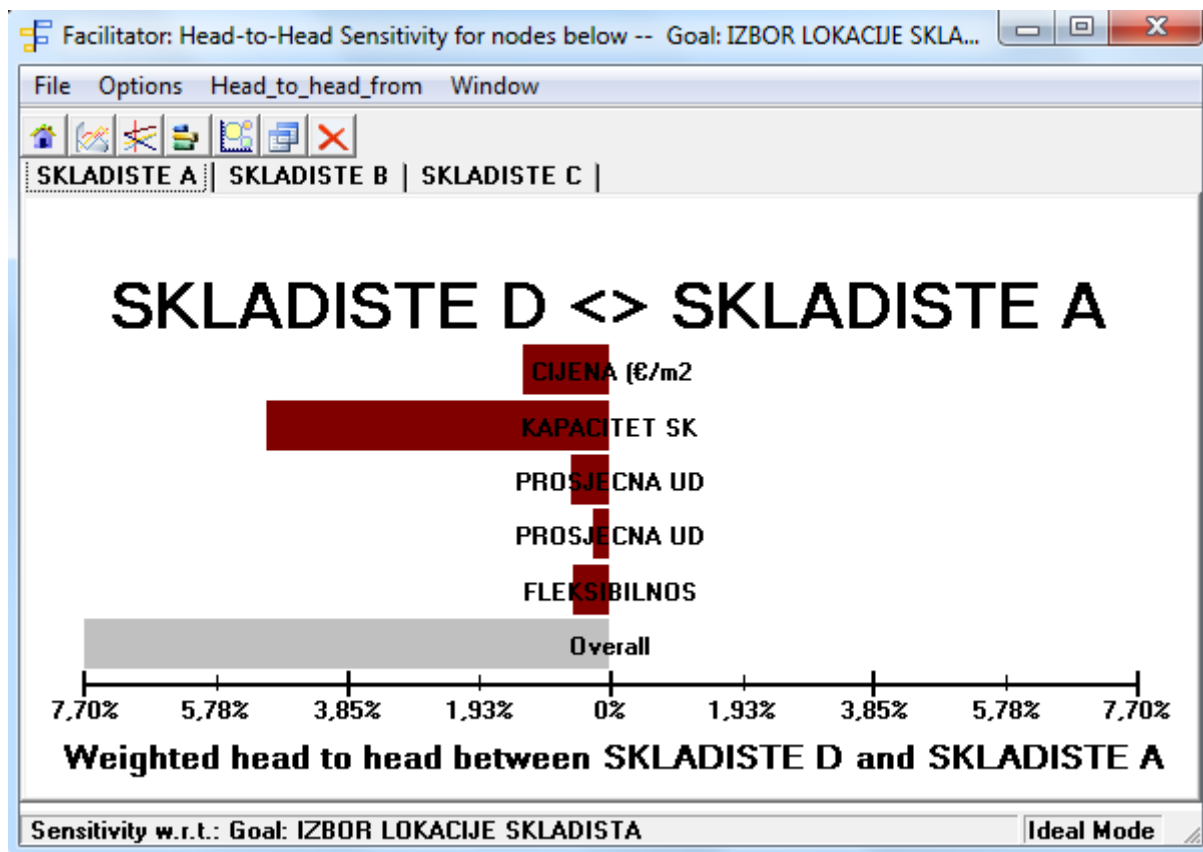 Facilitator: Head-to-Head Sensitivity for nodes below -- Goal: IZBOR LOKACIJE SKLA...
File Options Head_to_head_from Window
SKLADISTE A | SKLADISTE B | SKLADISTE C |
SKLADISTE D <> SKLADISTE A
CIJENA (€/m2
KAPACITET SK
PROSJECNA UD
PROSJECNA UD
FLEKSIBILNOS
Overall
7,70% 5,78% 3,85% 1,93% 0% 1,93% 3,85% 5,78% 7,70%
Weighted head to head between SKLADISTE D and SKLADISTE A
Sensitivity w.r.t.: Goal: IZBOR LOKACIJE SKLADISTA Ideal Mode